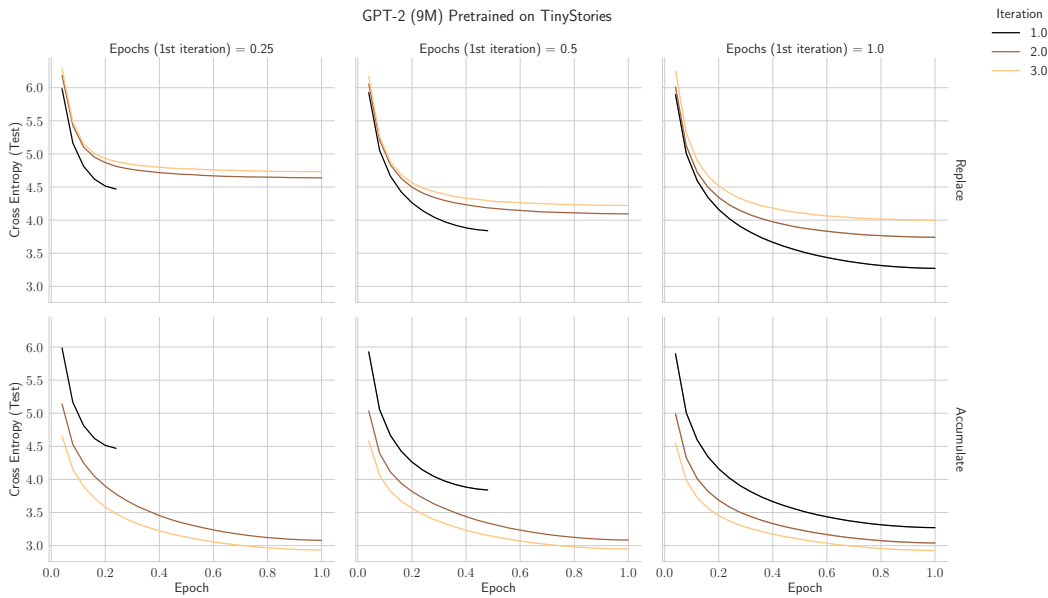 GPT-2 (9M) Pretrained on TinyStories
Iteration
1.0
2.0
3.0
Epochs (1st iteration) = 0.25
Epochs (1st iteration) = 0.5
Epochs (1st iteration) = 1.0
Cross Entropy (Test)
6.0
5.5
5.0
4.5
4.0
3.5
3.0
Replace
Cross Entropy (Test)
6.0
5.5
5.0
4.5
4.0
3.5
3.0
Accumulate
0.0 0.2 0.4 0.6 0.8 1.0
0.0 0.2 0.4 0.6 0.8 1.0
0.0 0.2 0.4 0.6 0.8 1.0
Epoch
Epoch
Epoch